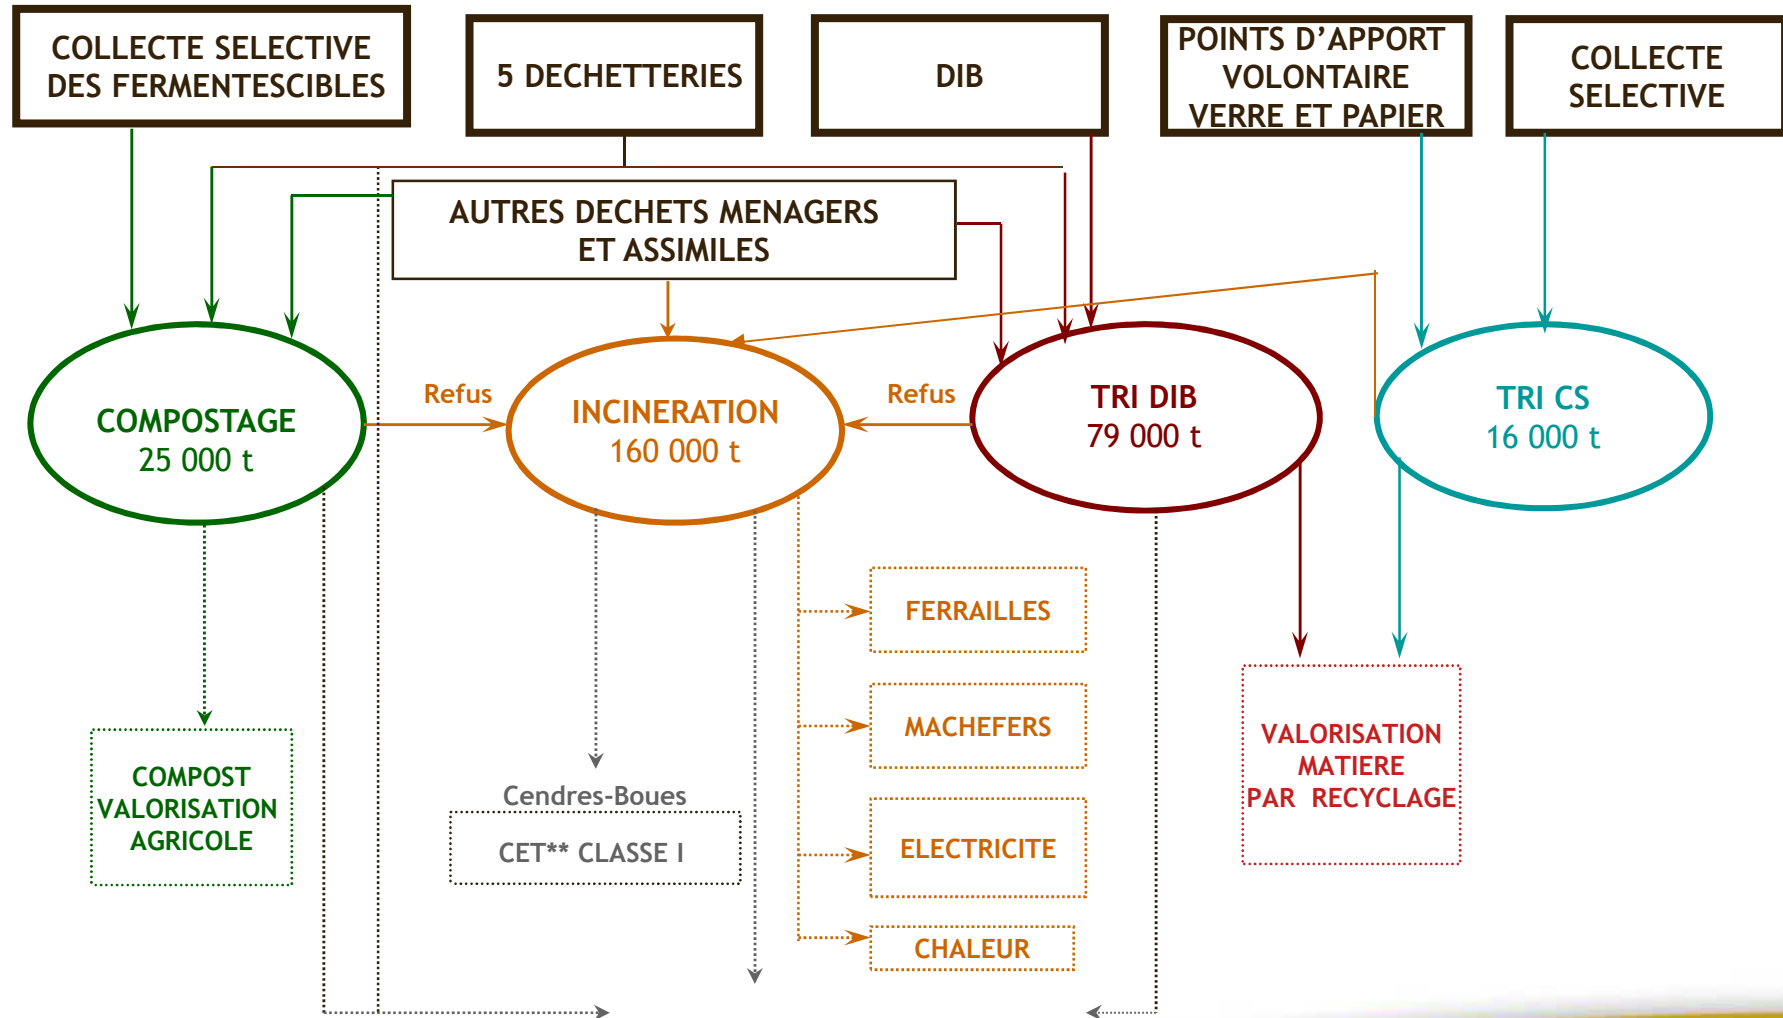 COLLECTE SELECTIVE
DES FERMENTESCIBLES
5 DECHETTERIES
DIB
POINTS D’APPORT
VOLONTAIRE
VERRE ET PAPIER
COLLECTE
SELECTIVE
AUTRES DECHETS MENAGERS
ET ASSIMILES
COMPOSTAGE
25 000 t
Refus
INCINERATION
160 000 t
Refus
TRI DIB
79 000 t
TRI CS
16 000 t
FERRAILLES
MACHEFERS
ELECTRICITE
CHALEUR
COMPOST
VALORISATION
AGRICOLE
Cendres-Boues
CET** CLASSE I
VALORISATION
MATIERE
PAR RECYCLAGE